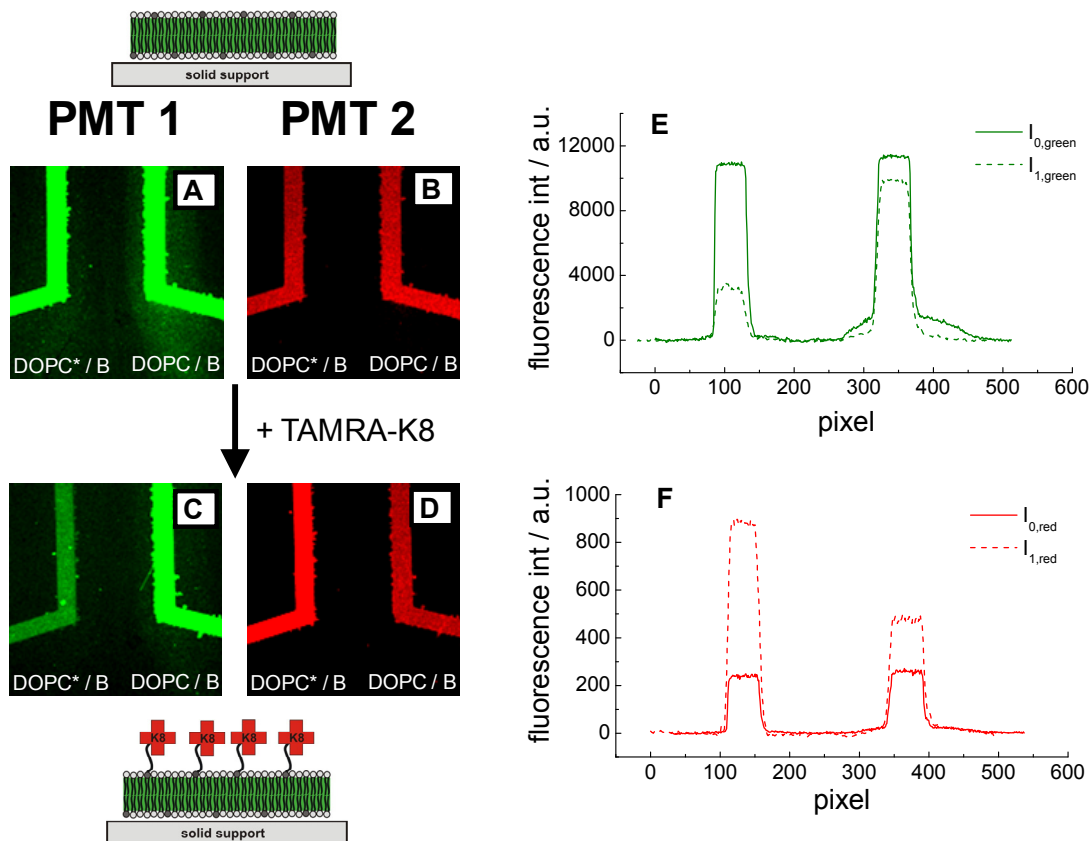 solid support
PMT 1 PMT 2
A B
DOPC* / B DOPC / B DOPC* / B DOPC / B
+ TAMRA-K8
C D
DOPC* / B DOPC / B DOPC* / B DOPC / B
K8 K8 K8 K8
solid support
E
I0,green
I1,green
fluorescence int / a.u.
12000
8000
4000
0
0 100 200 300 400 500 600
pixel
F
I0,red
I1,red
fluorescence int / a.u.
1000
800
600
400
200
0
0 100 200 300 400 500 600
pixel